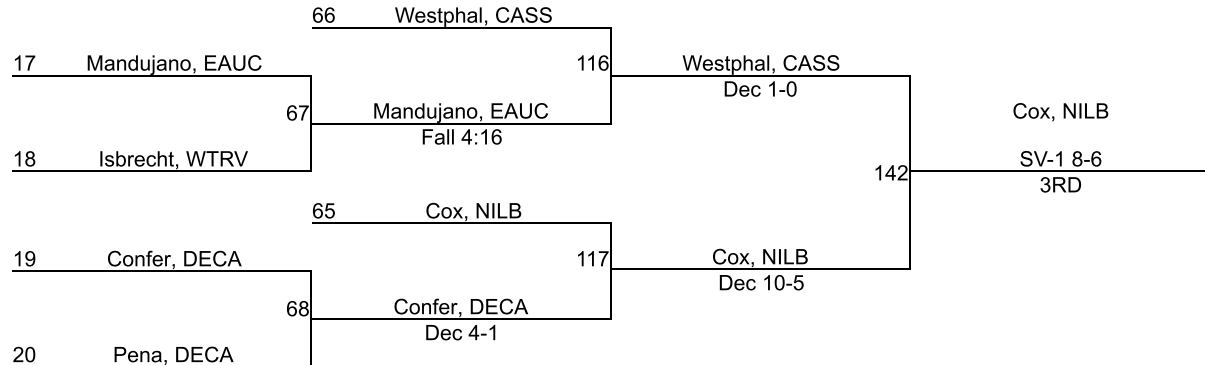 66 Westphal, CASS
17 Mandujano, EAUC
116 Westphal, CASS
Dec 1-0
67 Mandujano, EAUC
Fall 4:16
Cox, NILB
18 Isbrecht, WTRV
142 SV-1 8-6
3RD
65 Cox, NILB
19 Confer, DECA
117 Cox, NILB
Dec 10-5
68 Confer, DECA
Dec 4-1
20 Pena, DECA